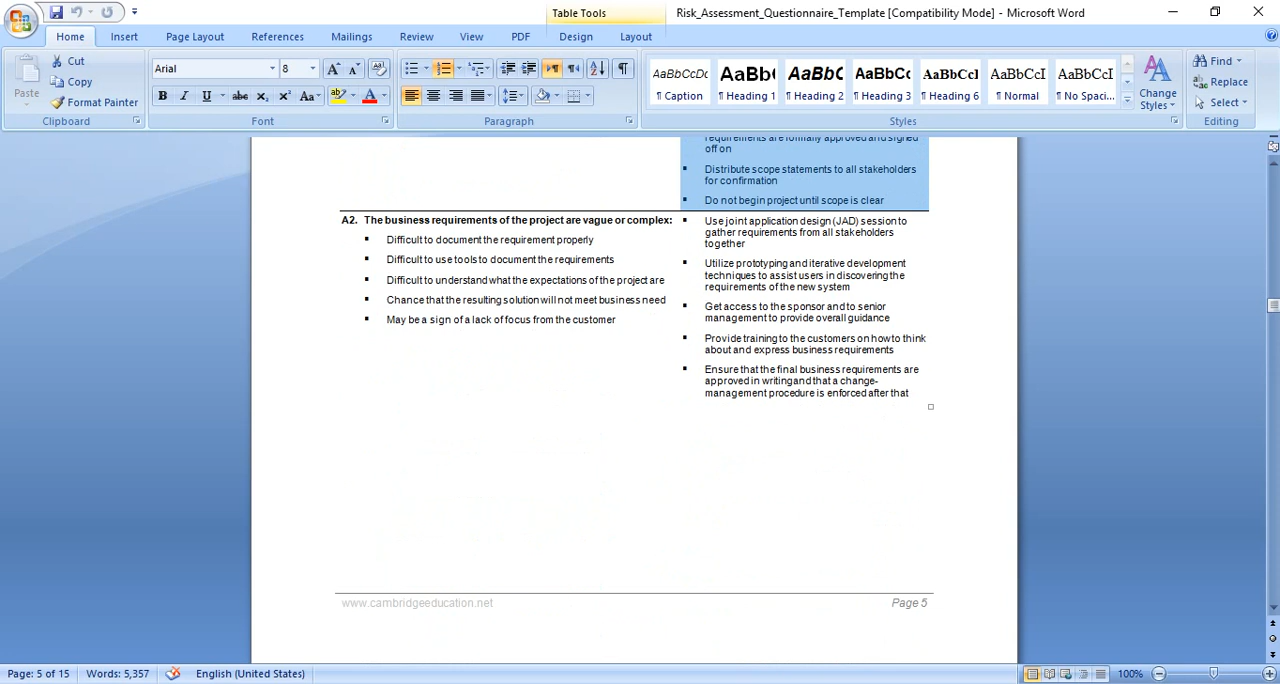 Table Tools
Risk_Assessment_Questionnaire_Template [Compatibility Mode] - Microsoft Word
Home
Insert
Page Layout
References
Mailings
Review
View
PDF
Design
Layout
Paste
Cut
Copy
Format Painter
Clipboard
Arial
8
Font
Paragraph
AaBbCcDc
AaBb(
AaBbC
AaBbCc
AaBbCcI
AaBbCcI
AaBbCcI
¶ Caption
¶ Heading 1
¶ Heading 2
¶ Heading 3
¶ Heading 6
¶ Normal
¶ No Spaci...
Change Styles
Styles
Find
Replace
Select
Editing
requirements are formally approved and signed
off on
Distribute scope statements to all stakeholders
for confirmation
Do not begin project until scope is clear
A2. The business requirements of the project are vague or complex:
Difficult to document the requirement properly
Difficult to use tools to document the requirements
Difficult to understand what the expectations of the project are
Chance that the resulting solution will not meet business need
May be a sign of a lack of focus from the customer
Use joint application design (JAD) session to
gather requirements from all stakeholders
together
Utilize prototyping and iterative development
techniques to assist users in discovering the
requirements of the new system
Get access to the sponsor and to senior
management to provide overall guidance
Provide training to the customers on how to think
about and express business requirements
Ensure that the final business requirements are
approved in writing and that a change-
management procedure is enforced after that
www.cambridgeeducation.net
Page 5
Page: 5 of 15
Words: 5,357
English (United States)
100%